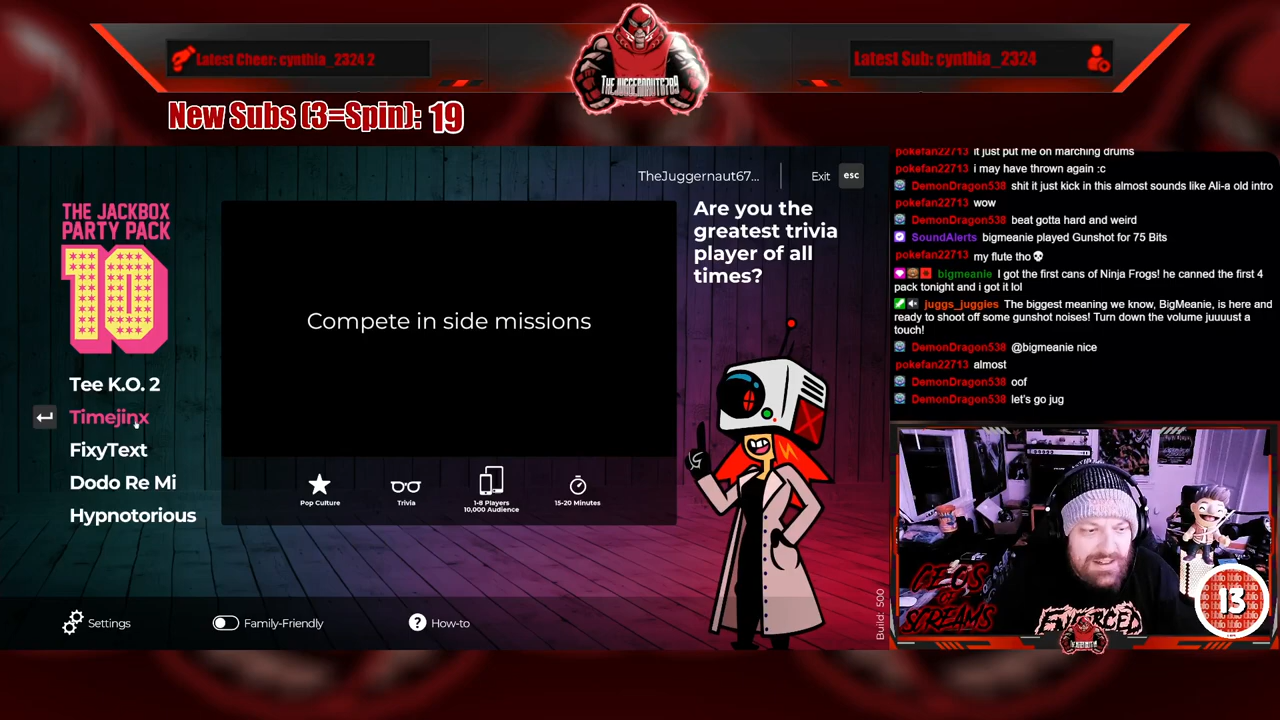 Latest Cheer: cynthia_2324 2
THEJUGGERNAUT6789
Latest Sub: cynthia_2324
New Subs (3=Spin): 19
TheJuggernaut67...
Exit
esc
THE JACKBOX
PARTY PACK
10
Tee K.O. 2
Timejinx
FixyText
Dodo Re Mi
Hypnotorious
Compete in side missions
Pop Culture
Trivia
1-8 Players
10,000 Audience
15-20 Minutes
Are you the
greatest trivia
player of all
times?
Settings
Family-Friendly
? How-to
Build: 500
pokefan22713 it just put me on marching drums
pokefan22713 i may have thrown again :c
DemonDragon538 shit it just kick in this almost sounds like Ali-a old intro
pokefan22713 wow
DemonDragon538 beat gotta hard and weird
SoundAlerts bigmeanie played Gunshot for 75 Bits
pokefan22713 my flute tho💀
bigmeanie I got the first cans of Ninja Frogs! he canned the first 4
pack tonight and i got it lol
juggs_juggles The biggest meaning we know, BigMeanie, is here and
ready to shoot off some gunshot noises! Turn down the volume juuuust a
touch!
DemonDragon538 @bigmeanie nice
pokefan22713 almost
DemonDragon538 oof
DemonDragon538 let's go jug
SCREAMS
ENFORCED
13